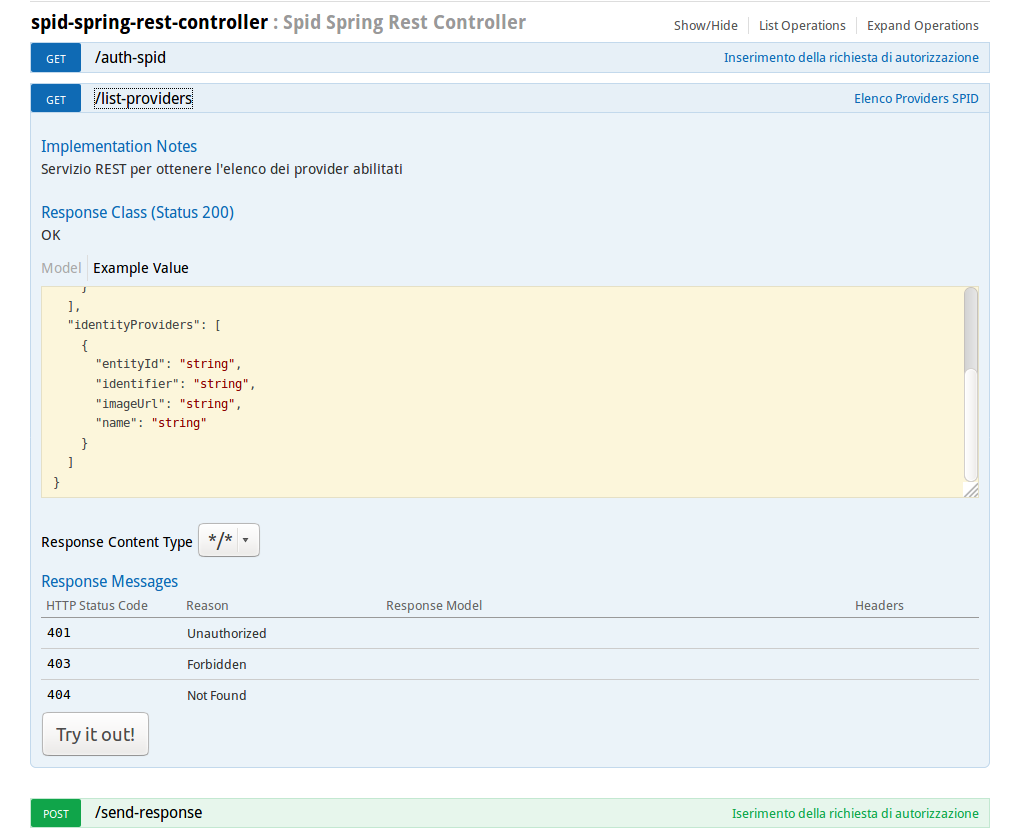 spid-spring-rest-controller : Spid Spring Rest Controller
Show/Hide List Operations Expand Operations
GET /auth-spid Inserimento della richiesta di autorizzazione
GET /list-providers Elenco Providers SPID
Implementation Notes
Servizio REST per ottenere l'elenco dei provider abilitati
Response Class (Status 200)
OK
Model Example Value
}
],
"identityProviders": [
{
"entityId": "string",
"identifier": "string",
"imageUrl": "string",
"name": "string"
}
]
}
Response Content Type */*
Response Messages
HTTP Status Code Reason Response Model Headers
401 Unauthorized
403 Forbidden
404 Not Found
Try it out!
POST /send-response Iserimento della richiesta di autorizzazione